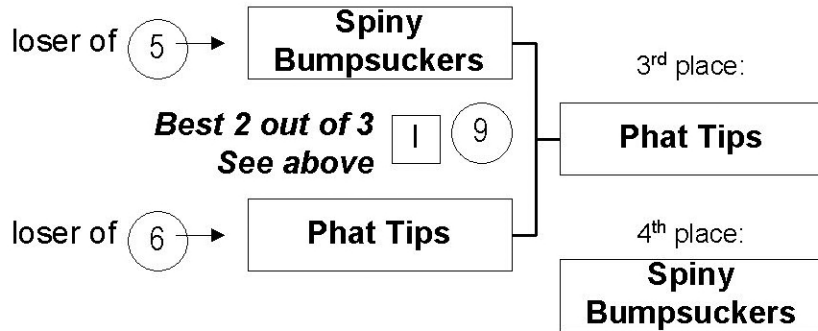 loser of 5
Spiny
Bumpsuckers
3rd place:
Best 2 out of 3
See above
I
9
Phat Tips
loser of 6
Phat Tips
4th place:
Spiny
Bumpsuckers